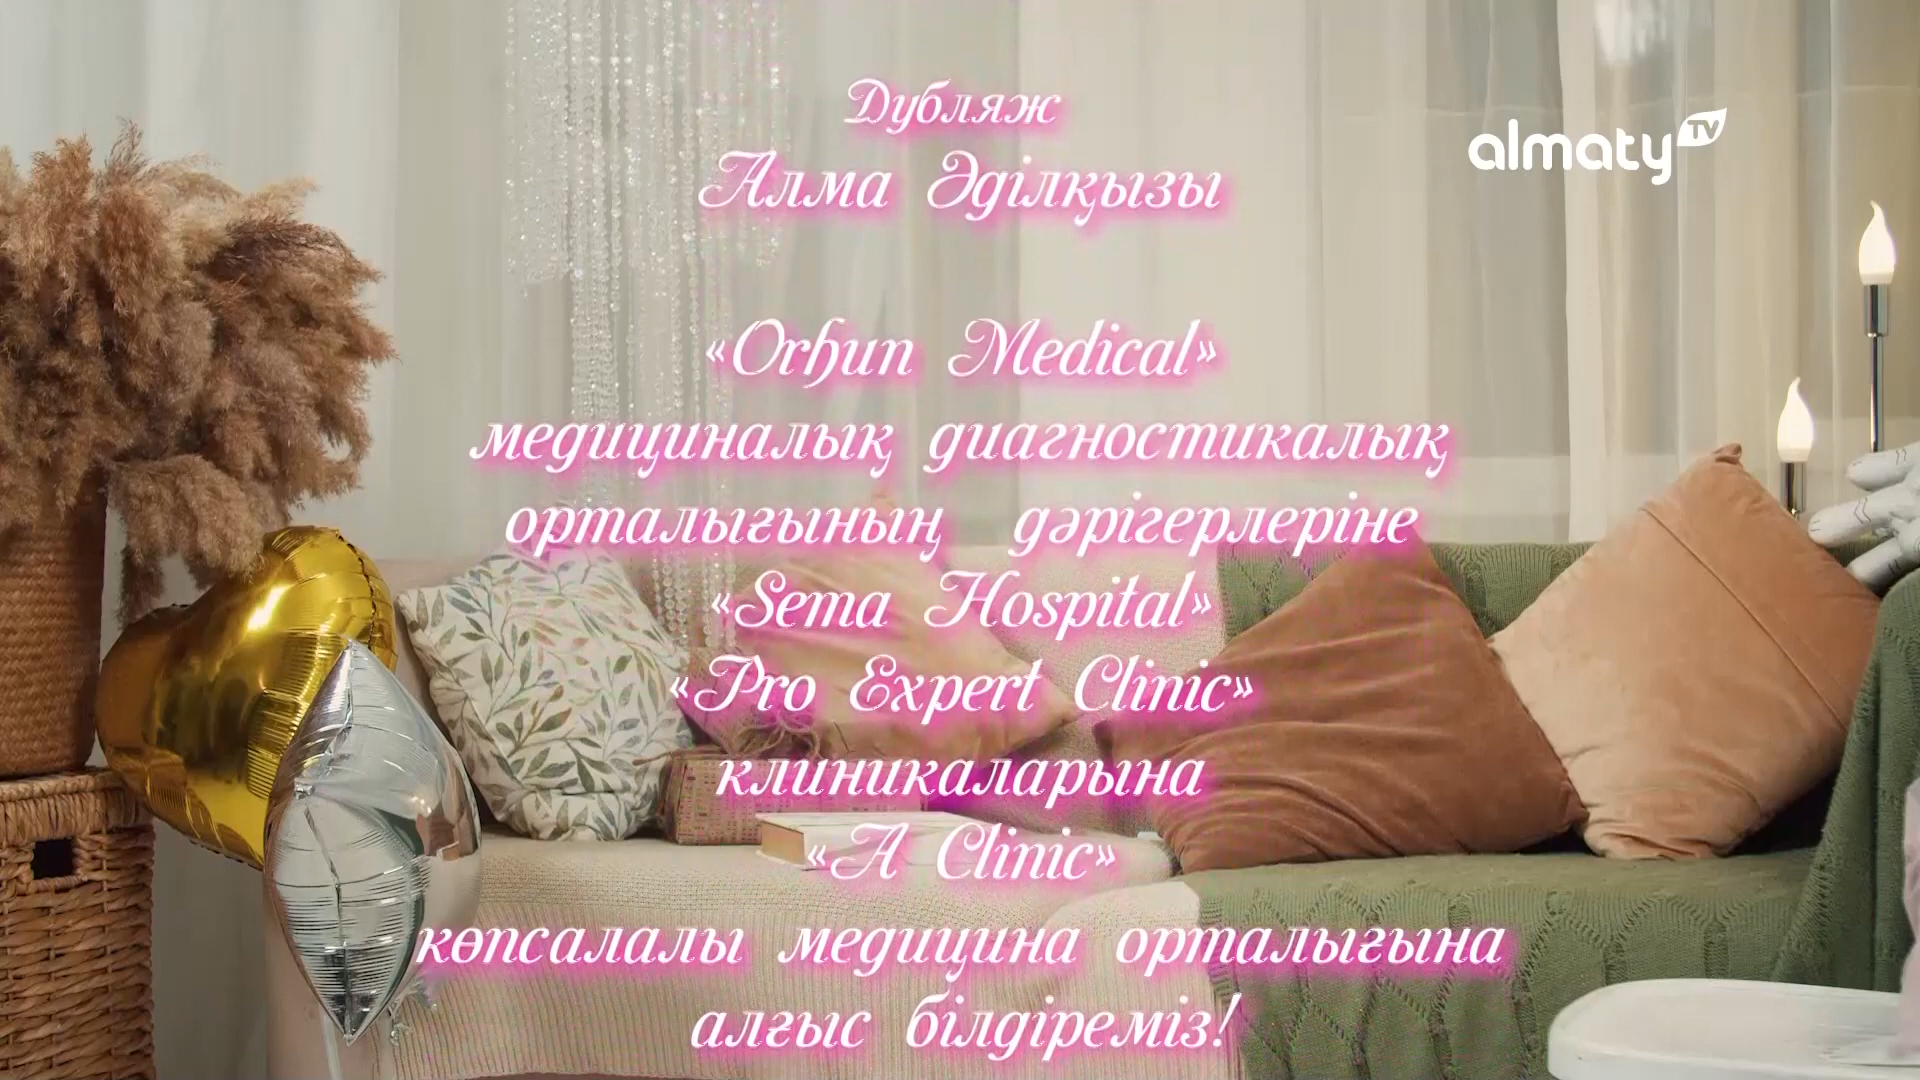 Дубляж
Алма Әділқызы
almaty TV
«Orhun Medical»
медициналық диагностикалық
орталығының дәрігерлеріне
«Sema Hospital»
«Pro Expert Clinic»
клиникаларына
«A Clinic»
көпсалалы медицина орталығына
алғыс білдіреміз!